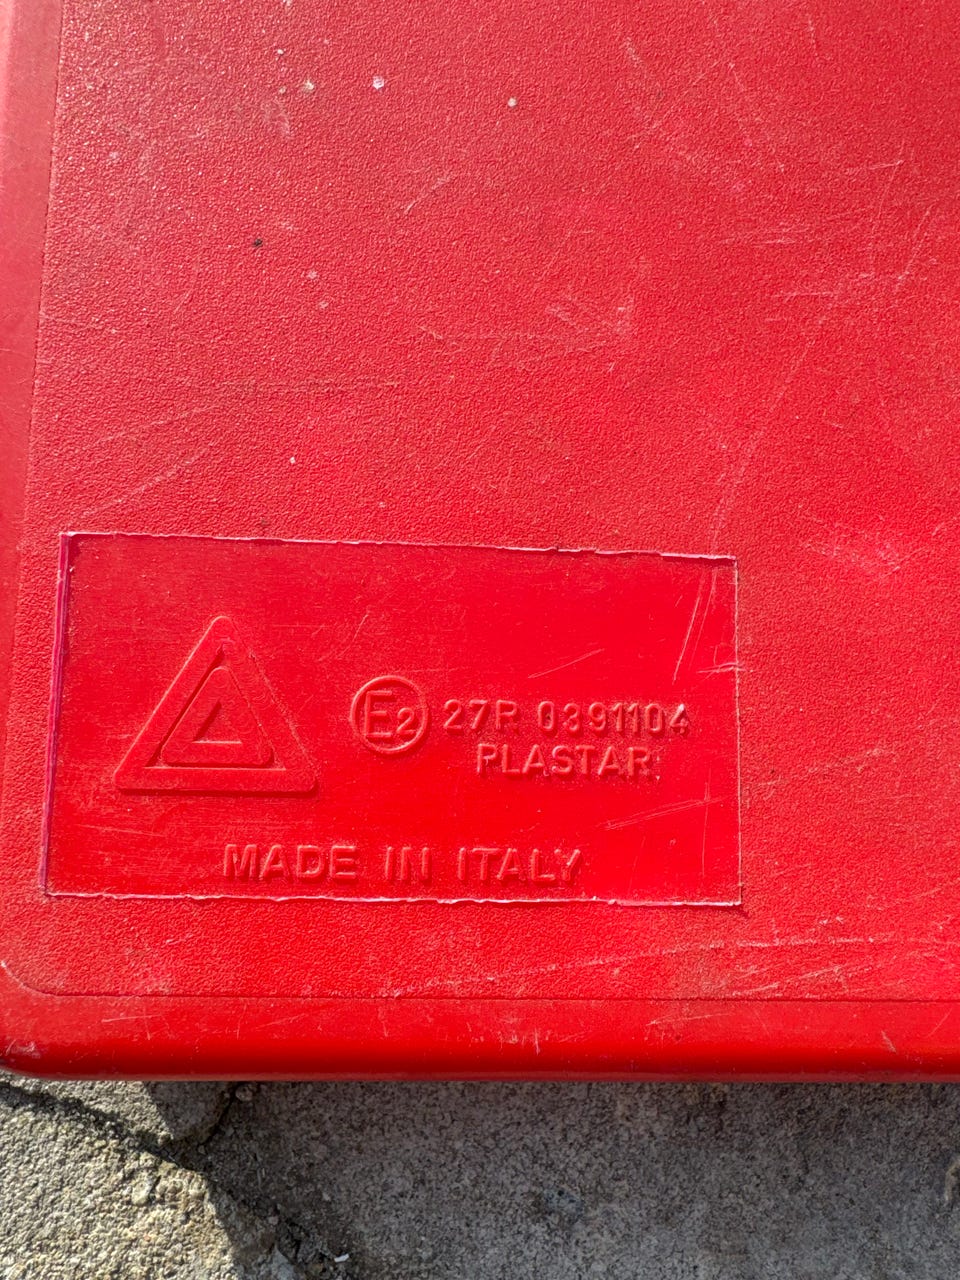 E2 27R 0391104
PLASTAR
MADE IN ITALY